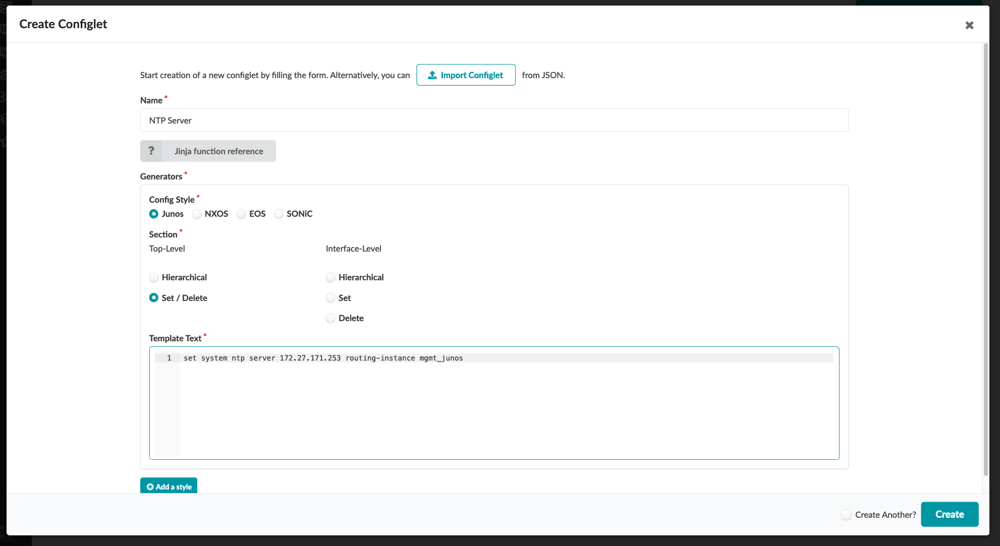 Create Configlet
Start creation of a new configlet by filling the form. Alternatively, you can Import Configlet from JSON.
Name *
NTP Server
? Jinja function reference
Generators *
Config Style *
Junos NXOS EOS SONiC
Section *
Top-Level Interface-Level
Hierarchical Hierarchical
Set / Delete Set
Delete
Template Text *
1 set system ntp server 172.27.171.253 routing-instance mgmt_junos
Add a style
Create Another? Create